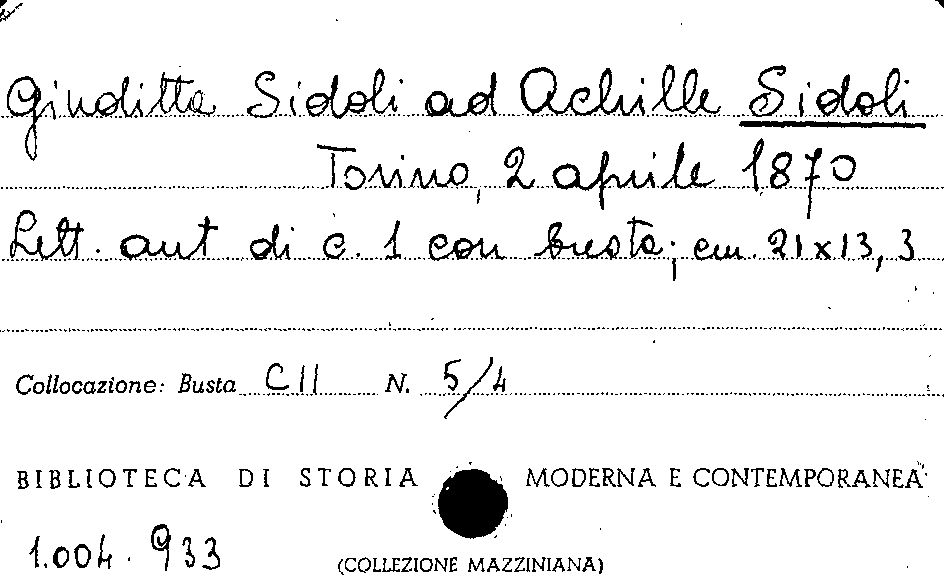 Giuditta Sidoli ad Achille Sidoli
Torino, 2 aprile 1870
Lett. aut di c. 1 con busta; cm. 21x13,3
Collocazione: Busta C II N. 5/4
BIBLIOTECA DI STORIA MODERNA E CONTEMPORANEA
1.004.933
(COLLEZIONE MAZZINIANA)